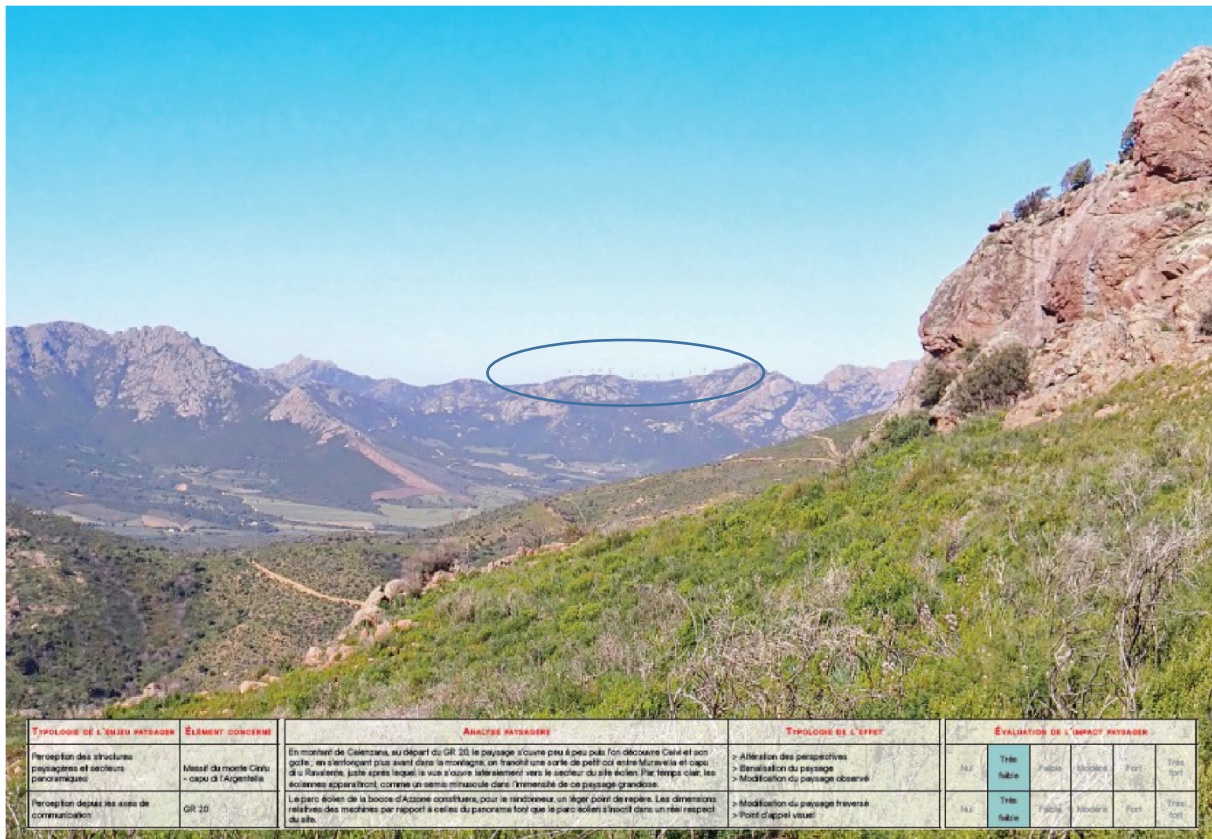 TYPOLOGIE DE L'ENJEU PAYSAGER
ÉLÉMENT CONCERNÉ
ANALYSE PAYSAGÈRE
TYPOLOGIE DE L'EFFET
ÉVALUATION DE L'IMPACT PAYSAGER
Perception des structures
paysagères et secteurs
panoramiques
Massif du monte Cintu
- capu di l'Argentella
En montant de Calenzana, au départ du GR 20, le paysage s'ouvre peu à peu puis l'on découvre Calvi et son
golfe ; en s'enfonçant plus avant dans la montagne, on franchit une sorte de petit col entre Muravella et capu
di u Ravalente, juste après lequel la vue s'ouvre latéralement vers le secteur du site éolien. Par temps clair, les
éoliennes apparaîtront, comme un semis minuscule dans l'immensité de ce paysage grandiose.
> Altération des perspectives
> Banalisation du paysage
> Modification du paysage observé
Nul
Très
faible
Faible
Modéré
Fort
Très
fort
Perception depuis les axes de
communication
GR 20
Le parc éolien de la bocca d'Azzone constituera, pour le randonneur, un léger point de repère. Les dimensions
relatives des machines par rapport à celles du panorama font que le parc éolien s'inscrit dans un réel respect
du site.
> Modification du paysage traversé
> Point d'appel visuel
Nul
Très
faible
Faible
Modéré
Fort
Très
fort